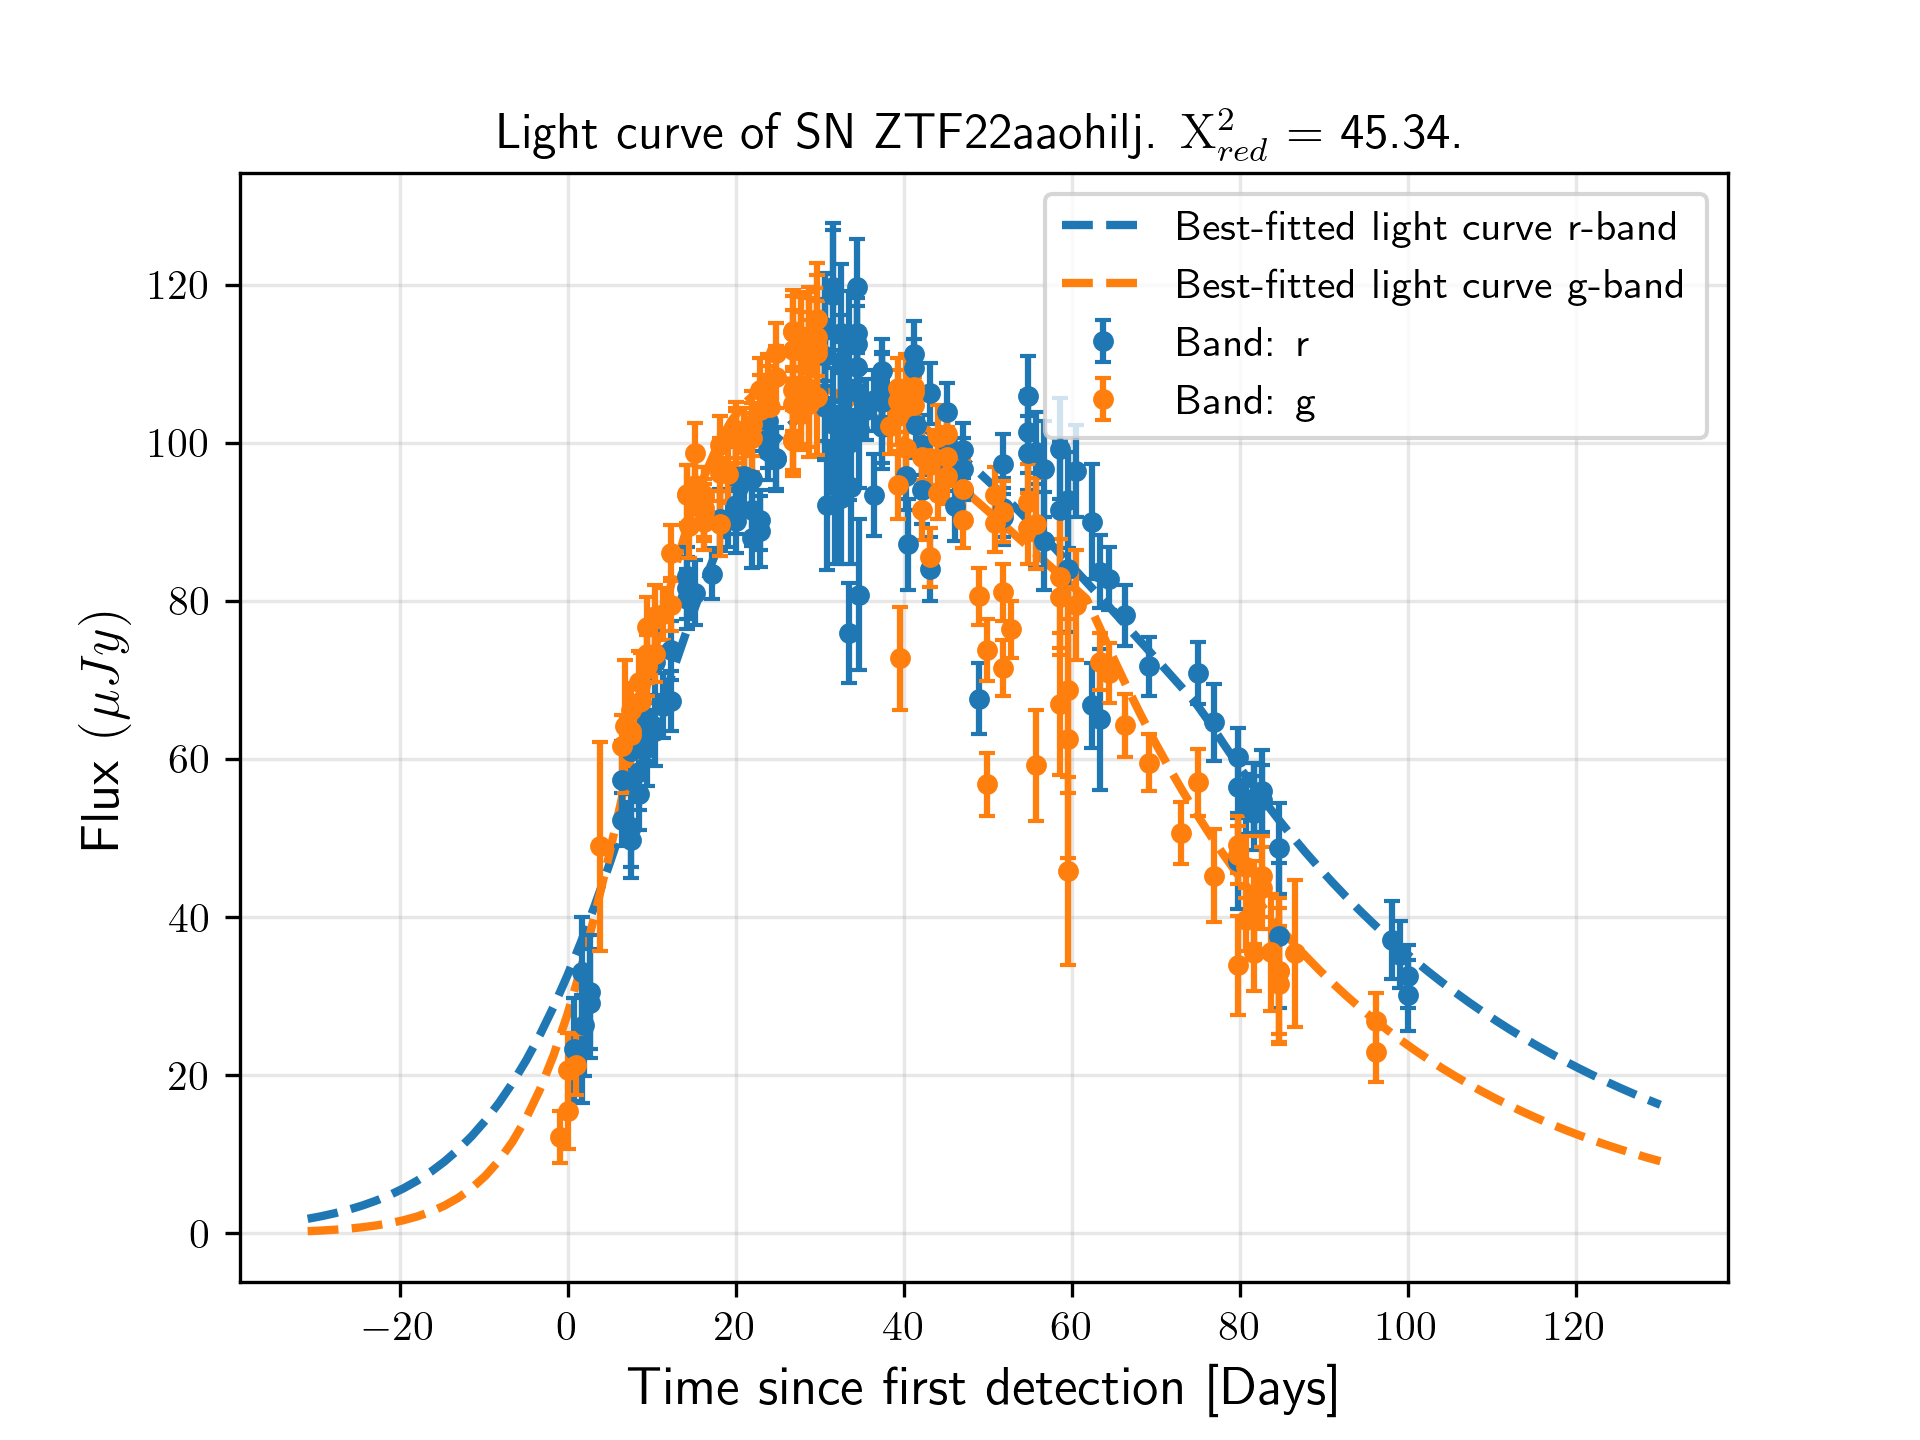 Light curve of SN ZTF22aaohilj. X²_red = 45.34.
Best-fitted light curve r-band
Best-fitted light curve g-band
Band: r
Band: g
120
100
80
60
40
20
0
Flux (μJy)
−20 0 20 40 60 80 100 120
Time since first detection [Days]